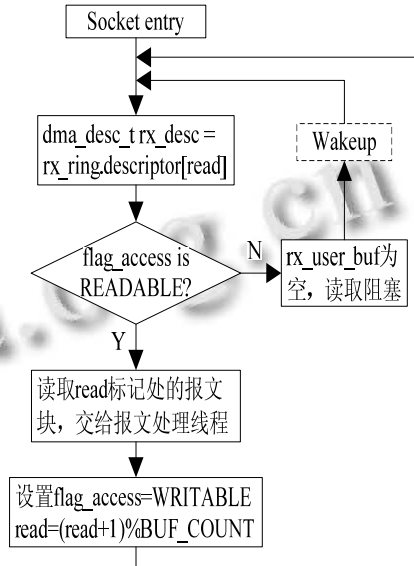 Socket entry
dma_desc_t rx_desc =
rx_ring.descriptor[read]
Wakeup
flag_access is
READABLE?
N
rx_user_buf为
空，读取阻塞
Y
读取read标记处的报文
块，交给报文处理线程
设置flag_access=WRITABLE
read=(read+1)%BUF_COUNT